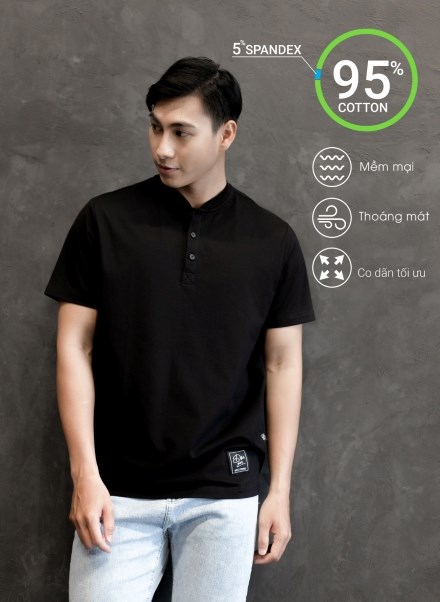 5% SPANDEX
95%
COTTON
Mềm mại
Thoáng mát
Co dãn tối ưu